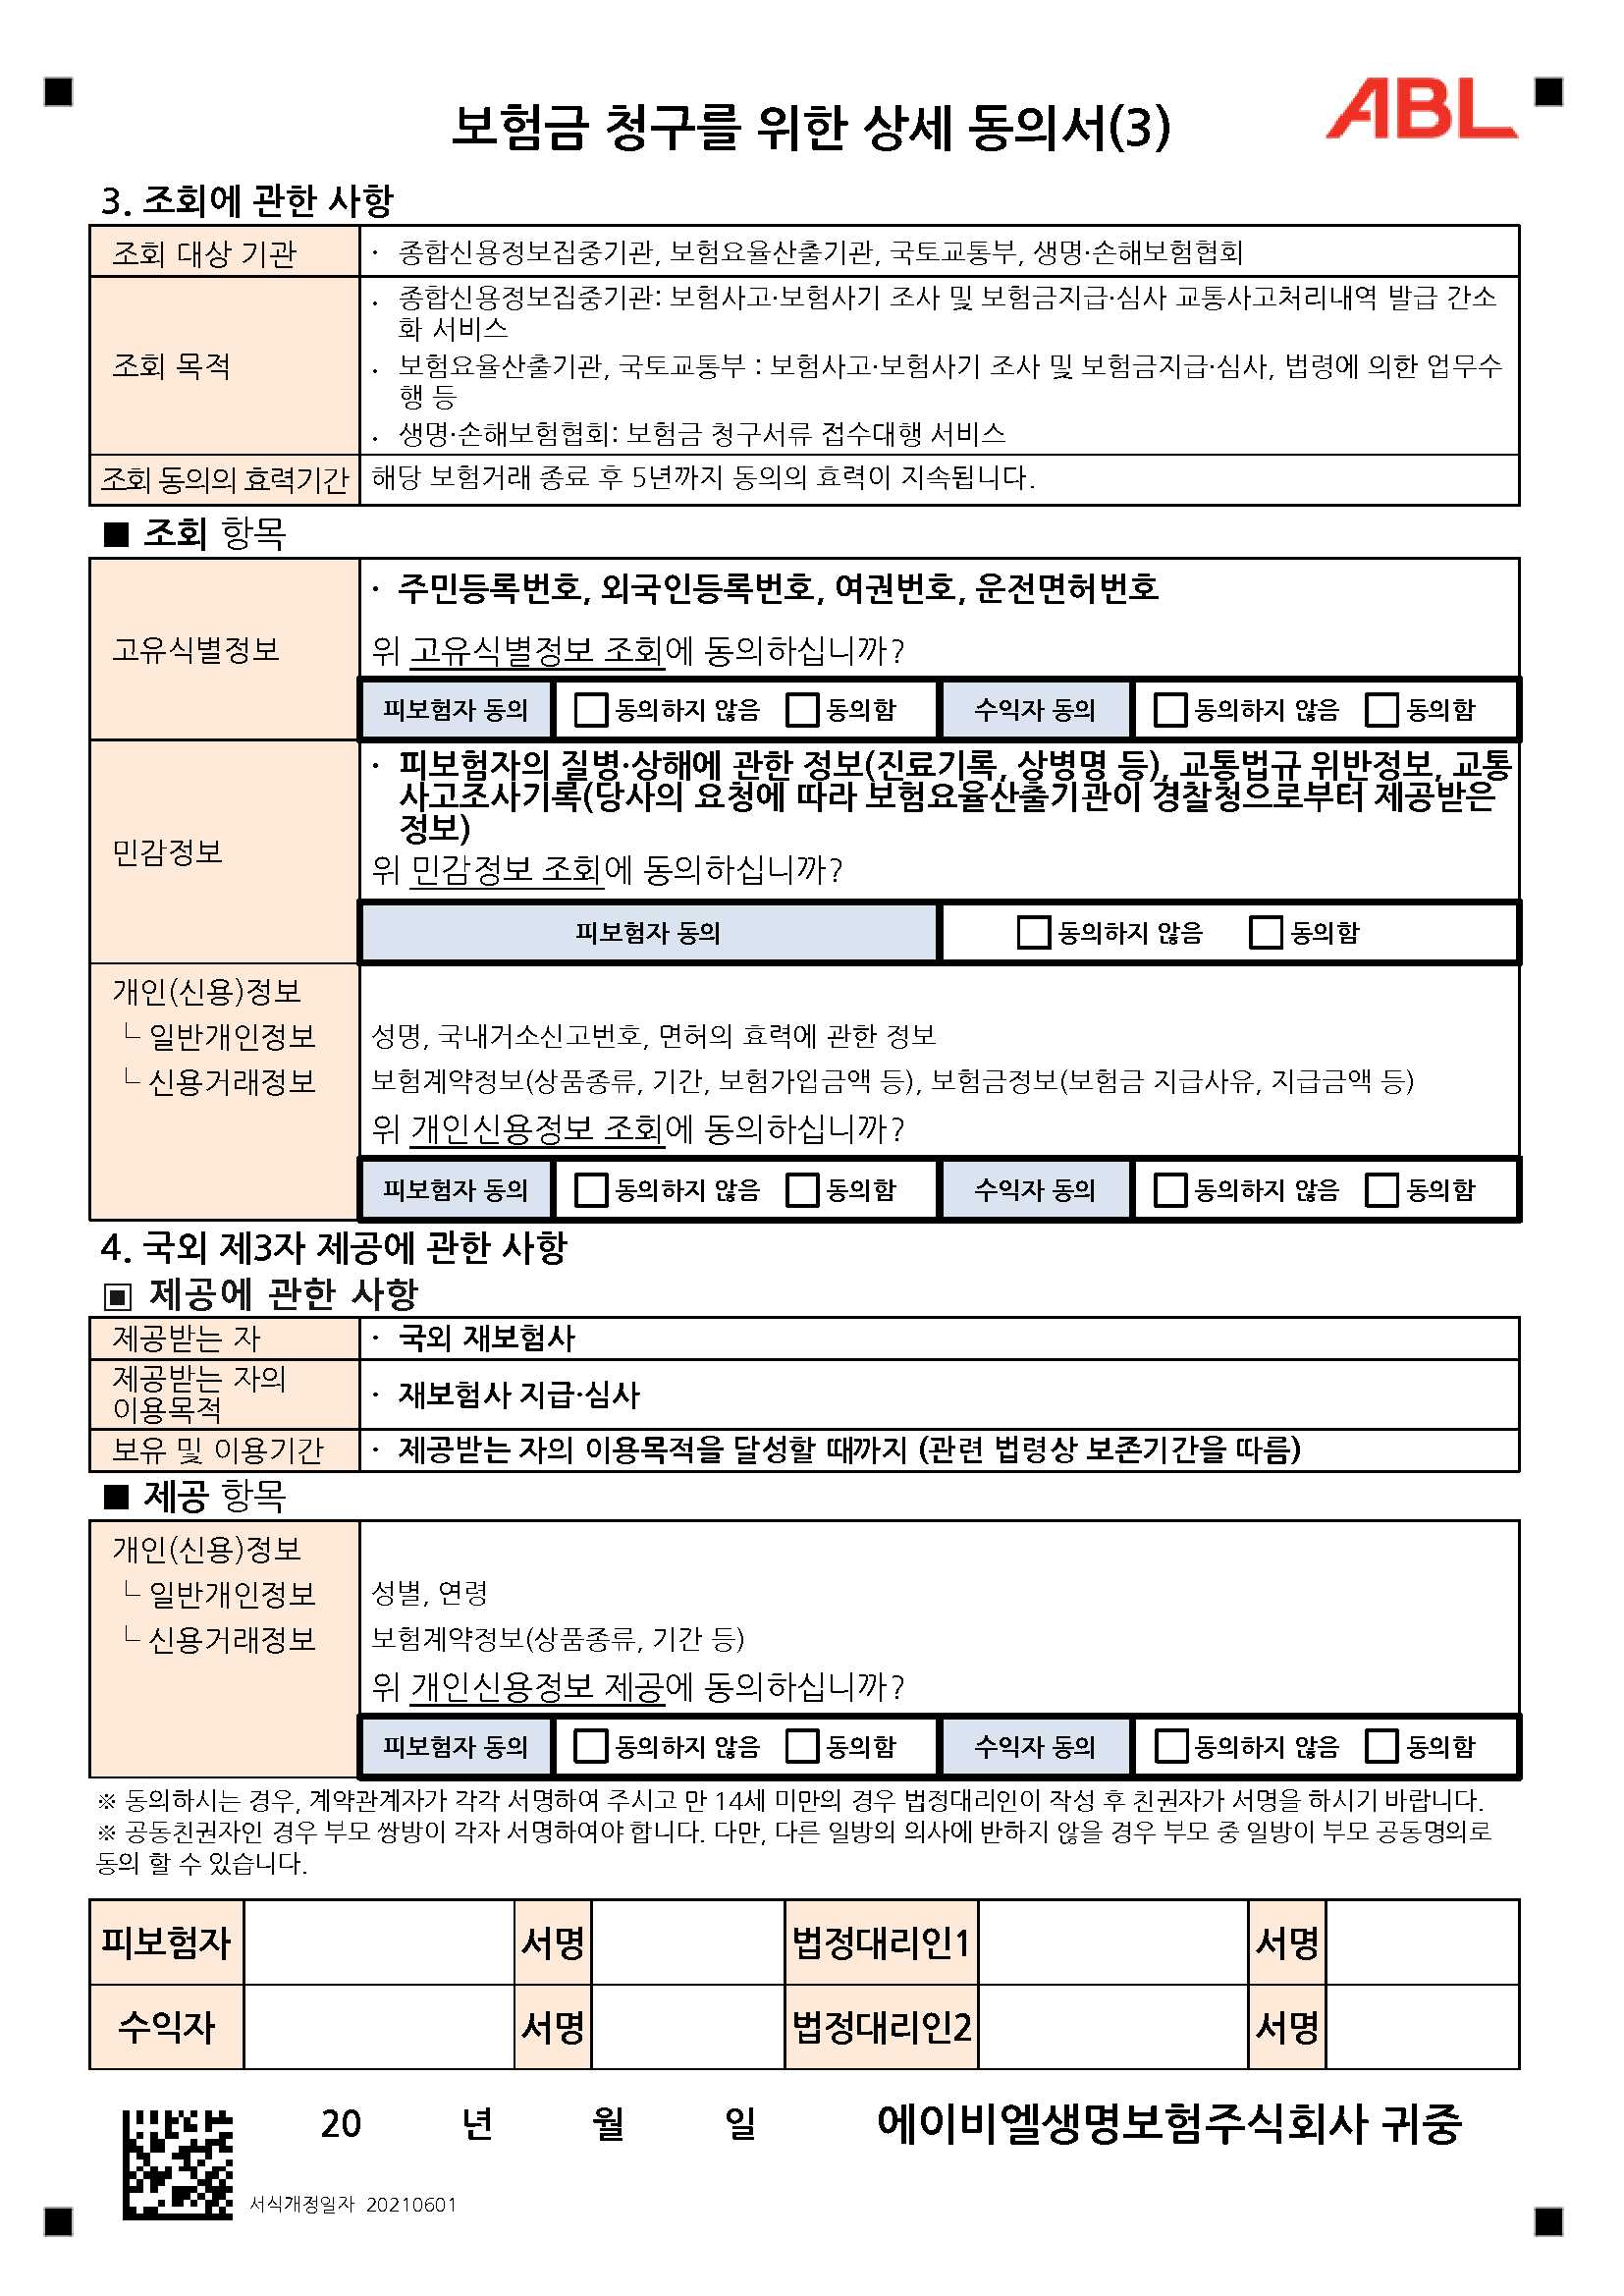 보험금 청구를 위한 상세 동의서(3)
ABL
3. 조회에 관한 사항
조회 대상 기관
· 종합신용정보집중기관, 보험요율산출기관, 국토교통부, 생명·손해보험협회
조회 목적
· 종합신용정보집중기관: 보험사고·보험사기 조사 및 보험금지급·심사 교통사고처리내역 발급 간소
화 서비스
· 보험요율산출기관, 국토교통부 : 보험사고·보험사기 조사 및 보험금지급·심사, 법령에 의한 업무수
행 등
· 생명·손해보험협회: 보험금 청구서류 접수대행 서비스
조회 동의의 효력기간
해당 보험거래 종료 후 5년까지 동의의 효력이 지속됩니다.
■ 조회 항목
고유식별정보
· 주민등록번호, 외국인등록번호, 여권번호, 운전면허번호
위 고유식별정보 조회에 동의하십니까?
피보험자 동의 □동의하지 않음 □동의함 수익자 동의 □동의하지 않음 □동의함
민감정보
· 피보험자의 질병·상해에 관한 정보(진료기록, 상병명 등), 교통법규 위반정보, 교통
사고조사기록(당사의 요청에 따라 보험요율산출기관이 경찰청으로부터 제공받은
정보)
위 민감정보 조회에 동의하십니까?
피보험자 동의 □동의하지 않음 □동의함
개인(신용)정보
└ 일반개인정보 성명, 국내거소신고번호, 면허의 효력에 관한 정보
└ 신용거래정보 보험계약정보(상품종류, 기간, 보험가입금액 등), 보험금정보(보험금 지급사유, 지급금액 등)
위 개인신용정보 조회에 동의하십니까?
피보험자 동의 □동의하지 않음 □동의함 수익자 동의 □동의하지 않음 □동의함
4. 국외 제3자 제공에 관한 사항
▣ 제공에 관한 사항
제공받는 자 · 국외 재보험사
제공받는 자의
이용목적
· 재보험사 지급·심사
보유 및 이용기간 · 제공받는 자의 이용목적을 달성할 때까지 (관련 법령상 보존기간을 따름)
■ 제공 항목
개인(신용)정보
└ 일반개인정보 성별, 연령
└ 신용거래정보 보험계약정보(상품종류, 기간 등)
위 개인신용정보 제공에 동의하십니까?
피보험자 동의 □동의하지 않음 □동의함 수익자 동의 □동의하지 않음 □동의함
※ 동의하시는 경우, 계약관계자가 각각 서명하여 주시고 만 14세 미만의 경우 법정대리인이 작성 후 친권자가 서명을 하시기 바랍니다.
※ 공동친권자인 경우 부모 쌍방이 각자 서명하여야 합니다. 다만, 다른 일방의 의사에 반하지 않을 경우 부모 중 일방이 부모 공동명의로
동의 할 수 있습니다.
피보험자 서명 법정대리인1 서명
수익자 서명 법정대리인2 서명
20 년 월 일 에이비엘생명보험주식회사 귀중
서식개정일자 20210601